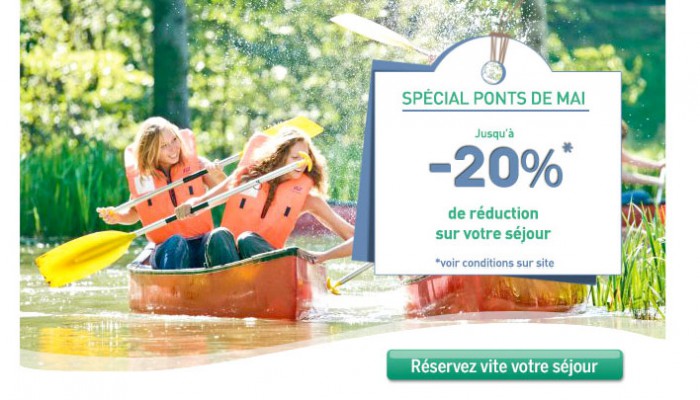 SPÉCIAL PONTS DE MAI
Jusqu'à
-20%*
de réduction
sur votre séjour
*voir conditions sur site
Réservez vite votre séjour